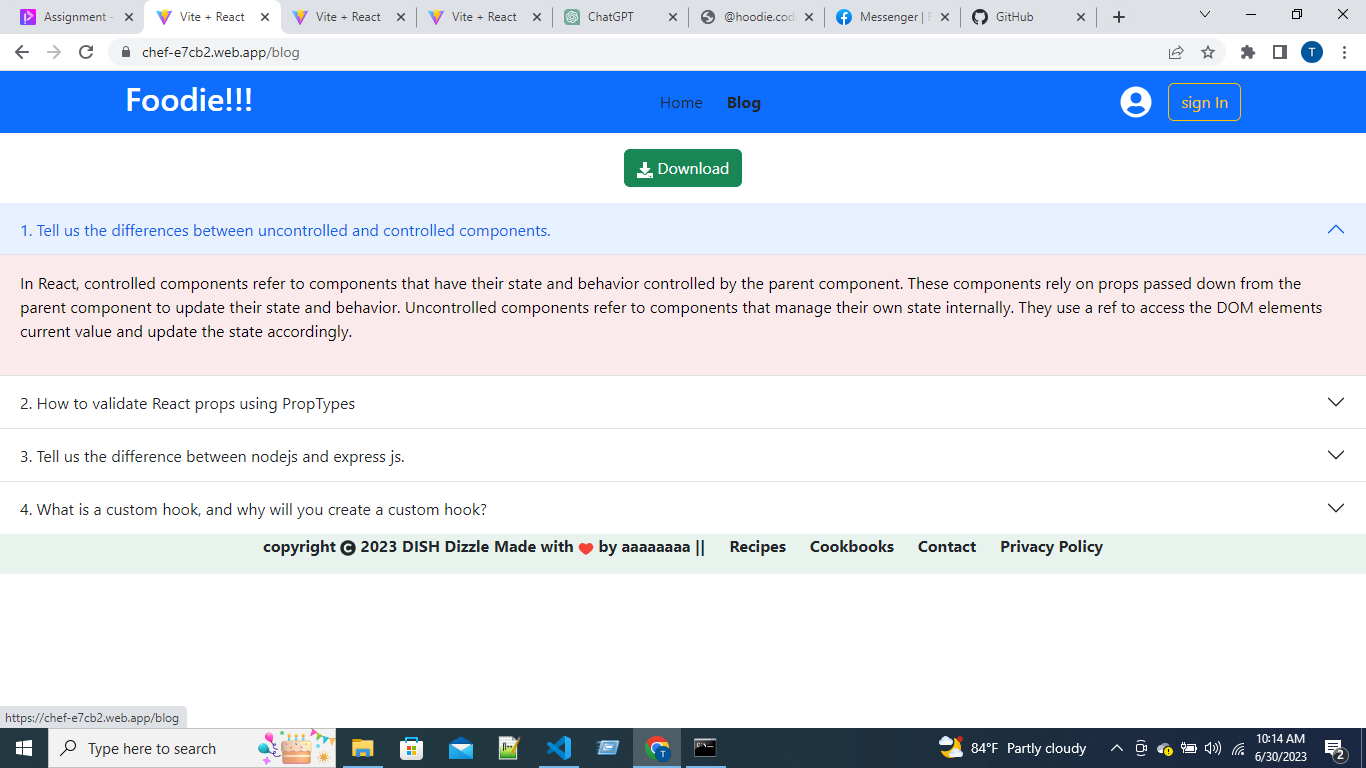 Assignment -
Vite + React
Vite + React
Vite + React
ChatGPT
@hoodie.cod
Messenger | F
GitHub
chef-e7cb2.web.app/blog
T
Foodie!!!
Home
Blog
sign In
Download
1. Tell us the differences between uncontrolled and controlled components.
In React, controlled components refer to components that have their state and behavior controlled by the parent component. These components rely on props passed down from the
parent component to update their state and behavior. Uncontrolled components refer to components that manage their own state internally. They use a ref to access the DOM elements
current value and update the state accordingly.
2. How to validate React props using PropTypes
3. Tell us the difference between nodejs and express js.
4. What is a custom hook, and why will you create a custom hook?
copyright © 2023 DISH Dizzle Made with ❤ by aaaaaaaa || Recipes Cookbooks Contact Privacy Policy
https://chef-e7cb2.web.app/blog
Type here to search
T
84°F Partly cloudy
10:14 AM
6/30/2023
2